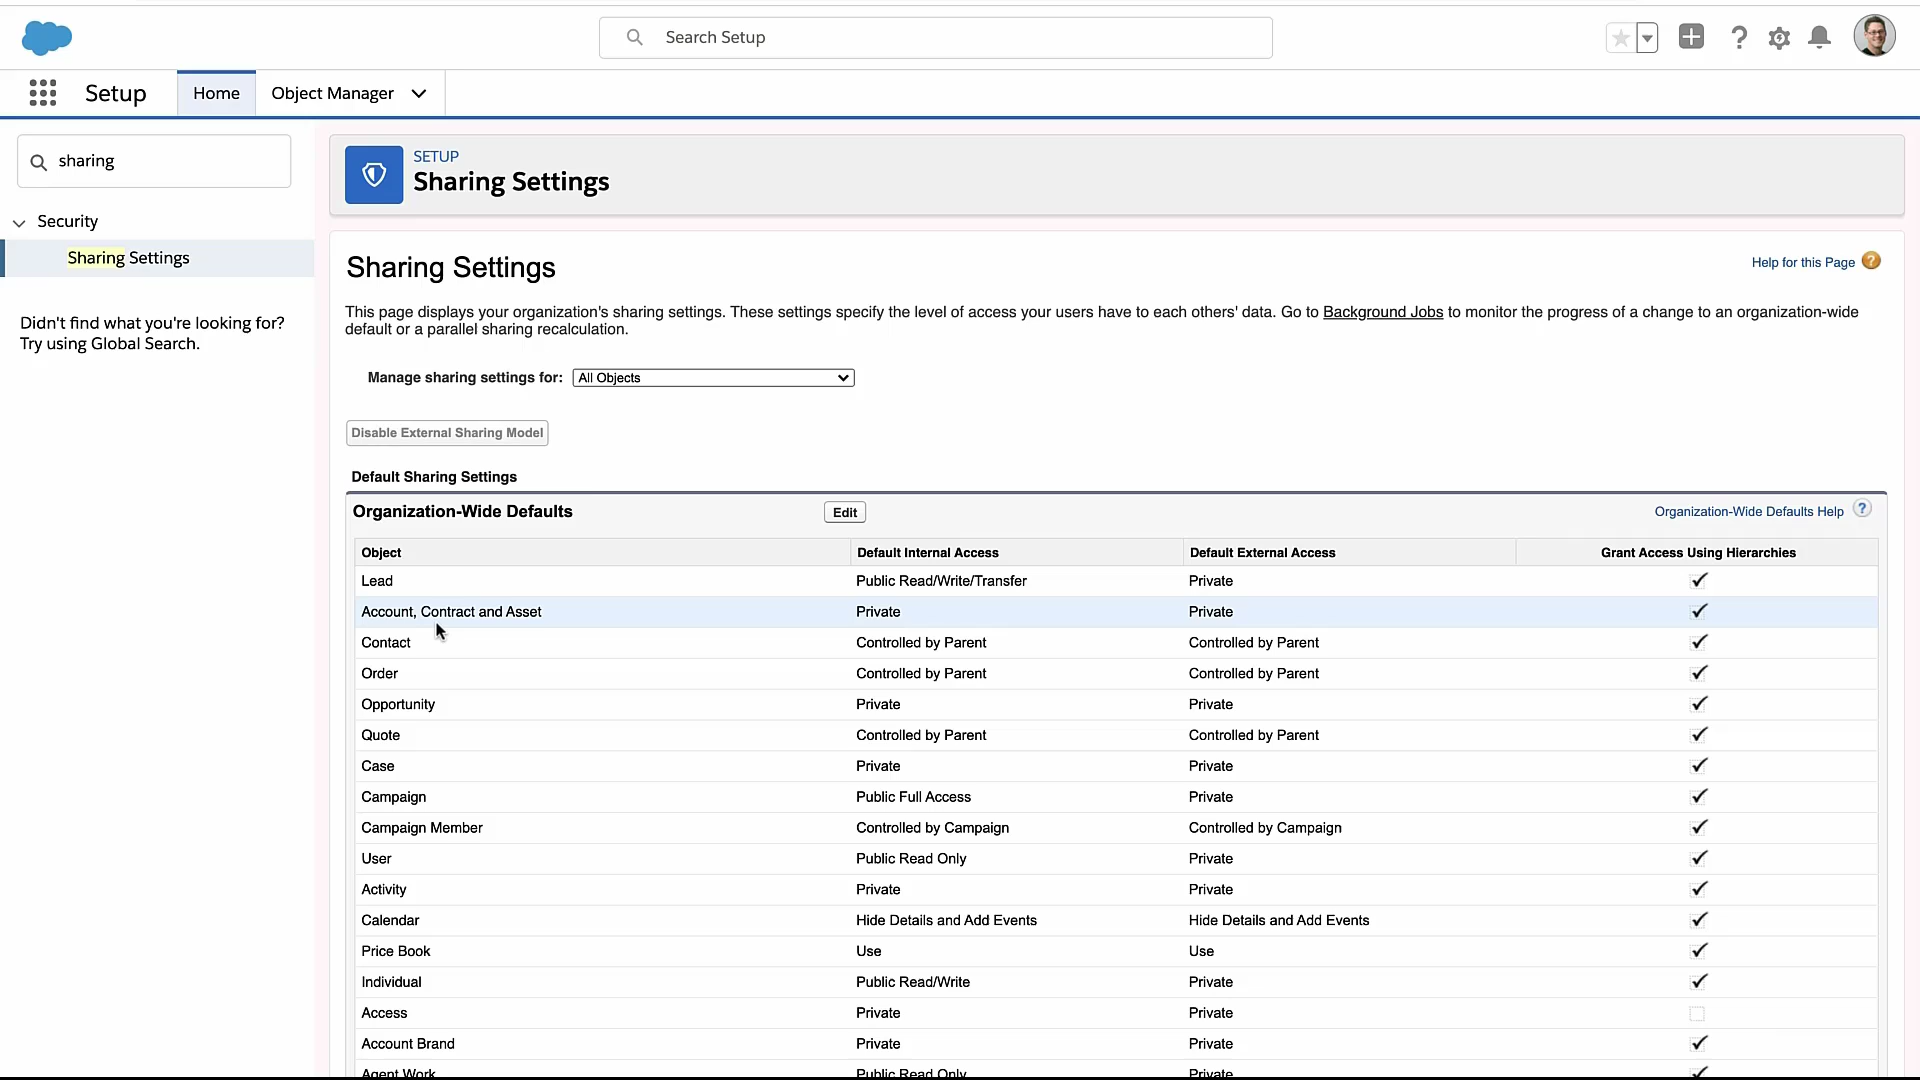 Search Setup
Setup
Home
Object Manager
sharing
Security
Sharing Settings
Didn't find what you're looking for?
Try using Global Search.
SETUP
Sharing Settings
Sharing Settings
Help for this Page
This page displays your organization's sharing settings. These settings specify the level of access your users have to each others' data. Go to Background Jobs to monitor the progress of a change to an organization-wide
default or a parallel sharing recalculation.
Manage sharing settings for: All Objects
Disable External Sharing Model
Default Sharing Settings
Organization-Wide Defaults Edit Organization-Wide Defaults Help ?
Object Default Internal Access Default External Access Grant Access Using Hierarchies
Lead Public Read/Write/Transfer Private
Account, Contract and Asset Private Private
Contact Controlled by Parent Controlled by Parent
Order Controlled by Parent Controlled by Parent
Opportunity Private Private
Quote Controlled by Parent Controlled by Parent
Case Private Private
Campaign Public Full Access Private
Campaign Member Controlled by Campaign Controlled by Campaign
User Public Read Only Private
Activity Private Private
Calendar Hide Details and Add Events Hide Details and Add Events
Price Book Use Use
Individual Public Read/Write Private
Access Private Private
Account Brand Private Private
Agent Work Public Read Only Private